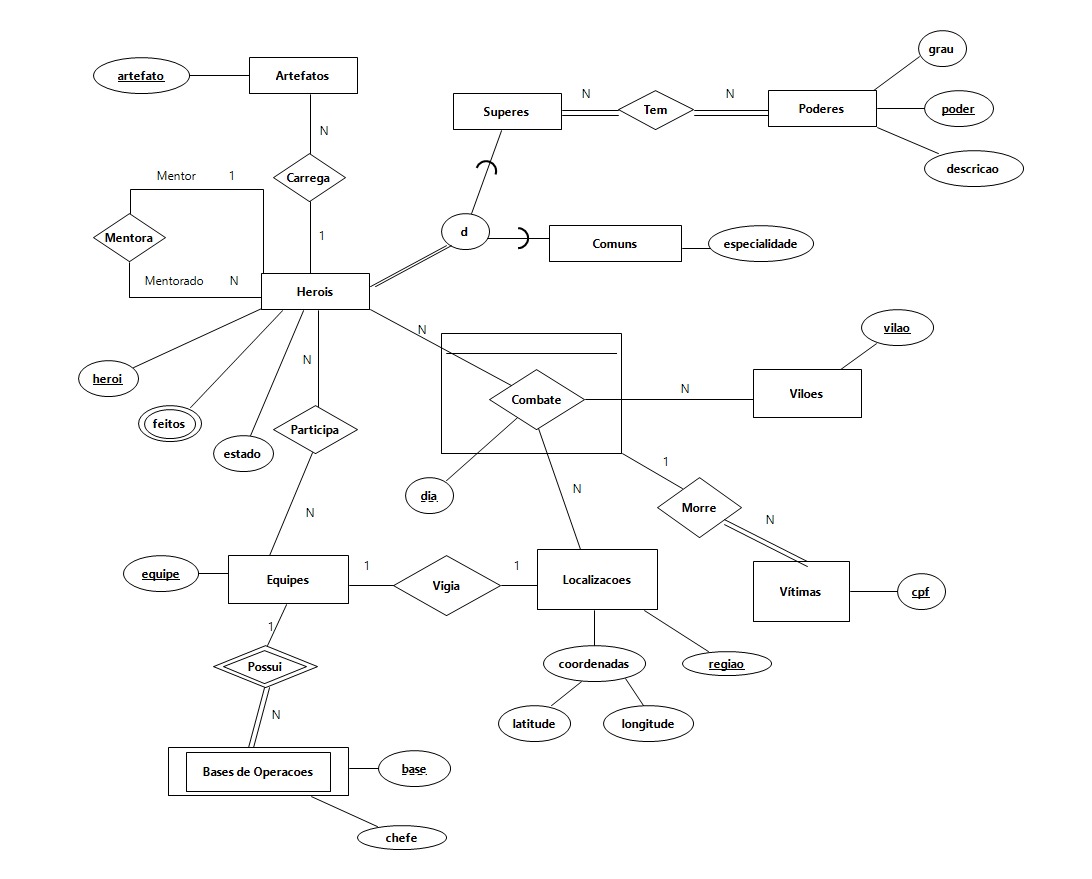 grau
artefato
Artefatos
N
N
Superes
Tem
Poderes
poder
N
descricao
Mentor
1
Carrega
Mentora
1
d
Comuns
especialidade
Mentorado
N
Herois
N
vilao
N
heroi
N
Viloes
Combate
feitos
Participa
estado
1
dia
N
Morre
N
N
equipe
Equipes
1
Vigia
1
Localizacoes
Vítimas
cpf
1
Possui
coordenadas
regiao
N
latitude
longitude
Bases de Operacoes
base
chefe